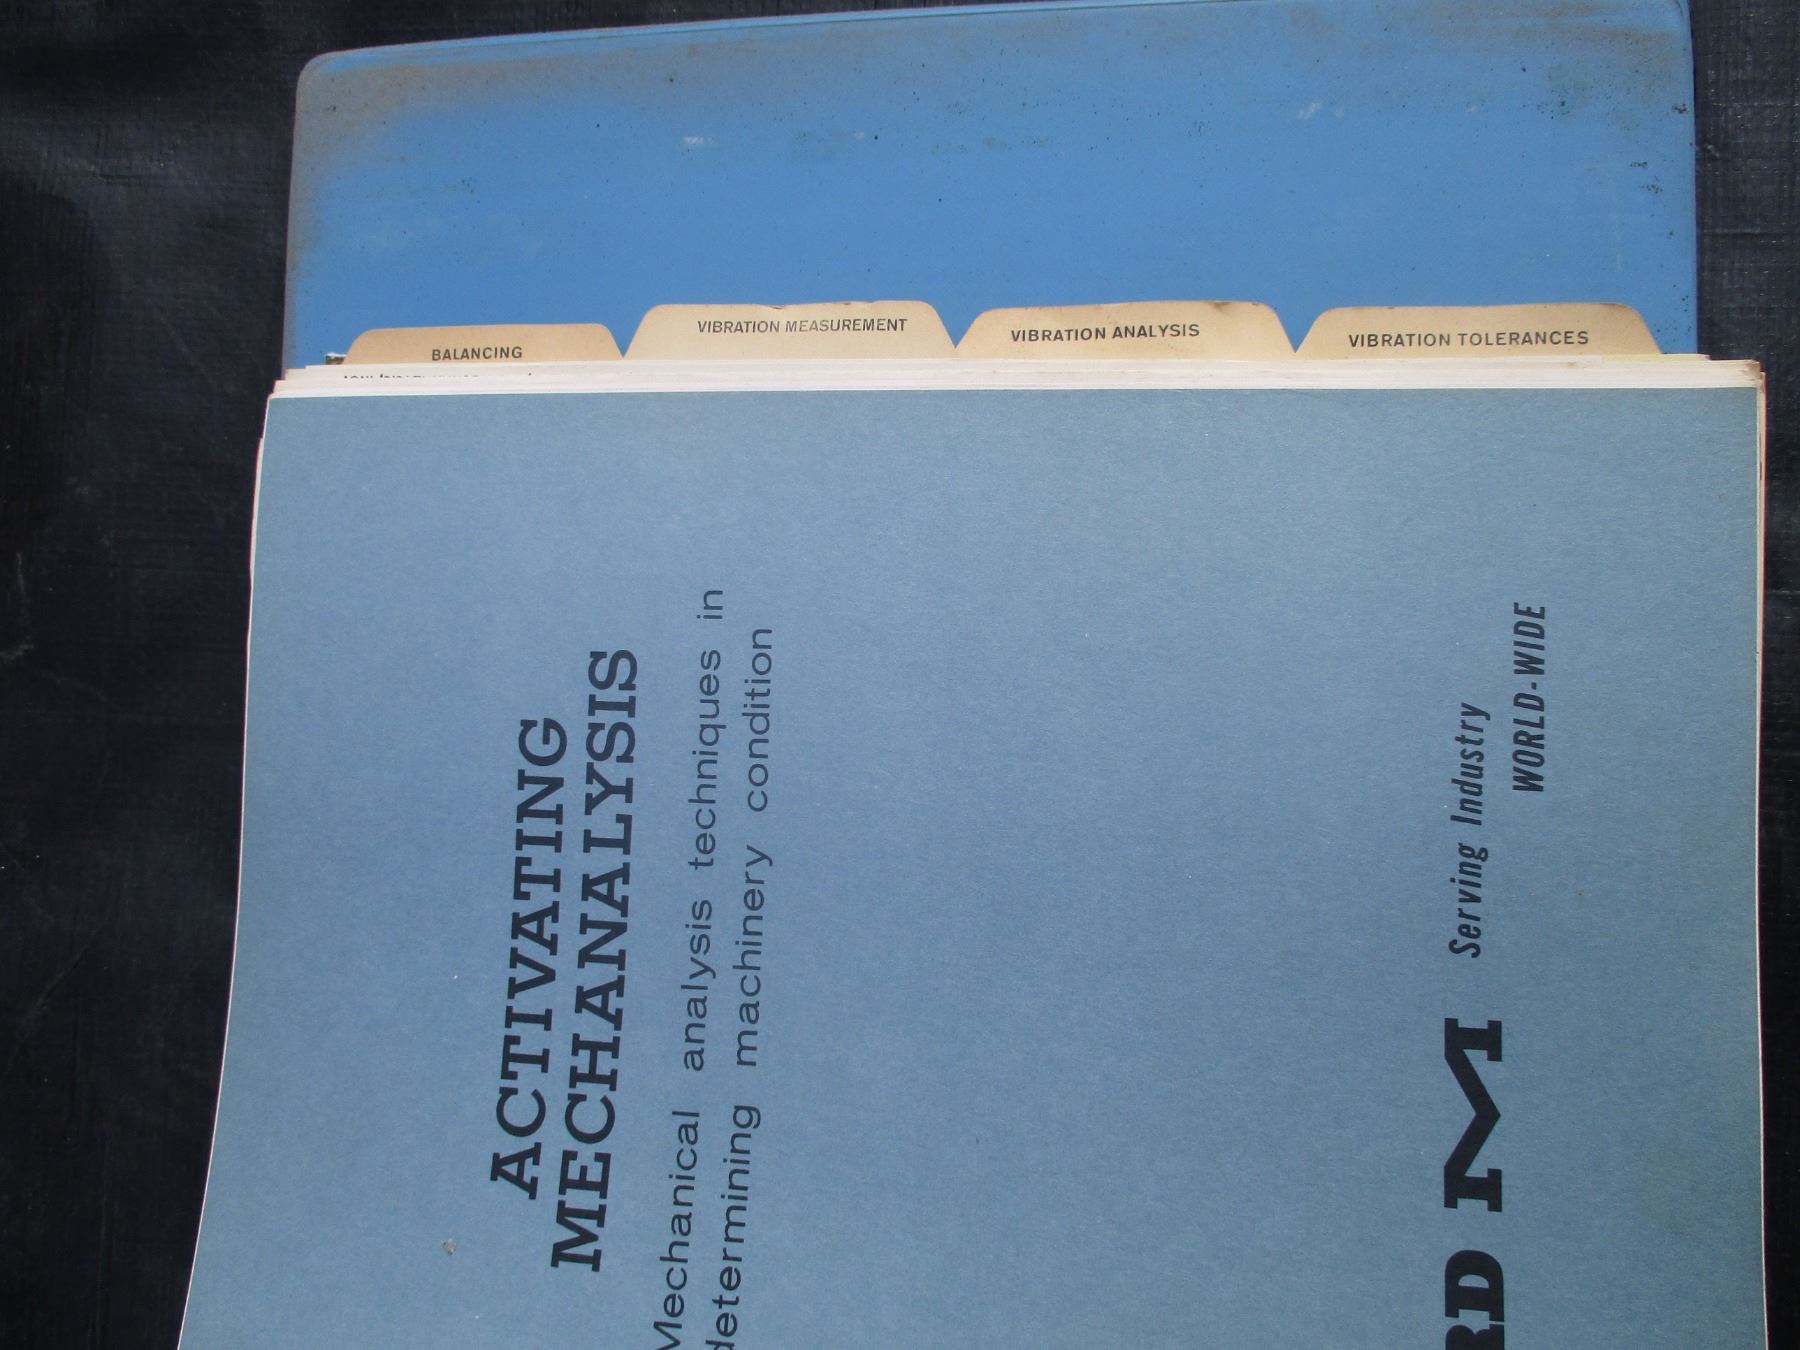 BALANCING
VIBRATION MEASUREMENT
VIBRATION ANALYSIS
VIBRATION TOLERANCES
ACTIVATING
MECHANALYSIS
Mechanical analysis techniques in
determining machinery condition
RD M
Serving Industry
WORLD-WIDE